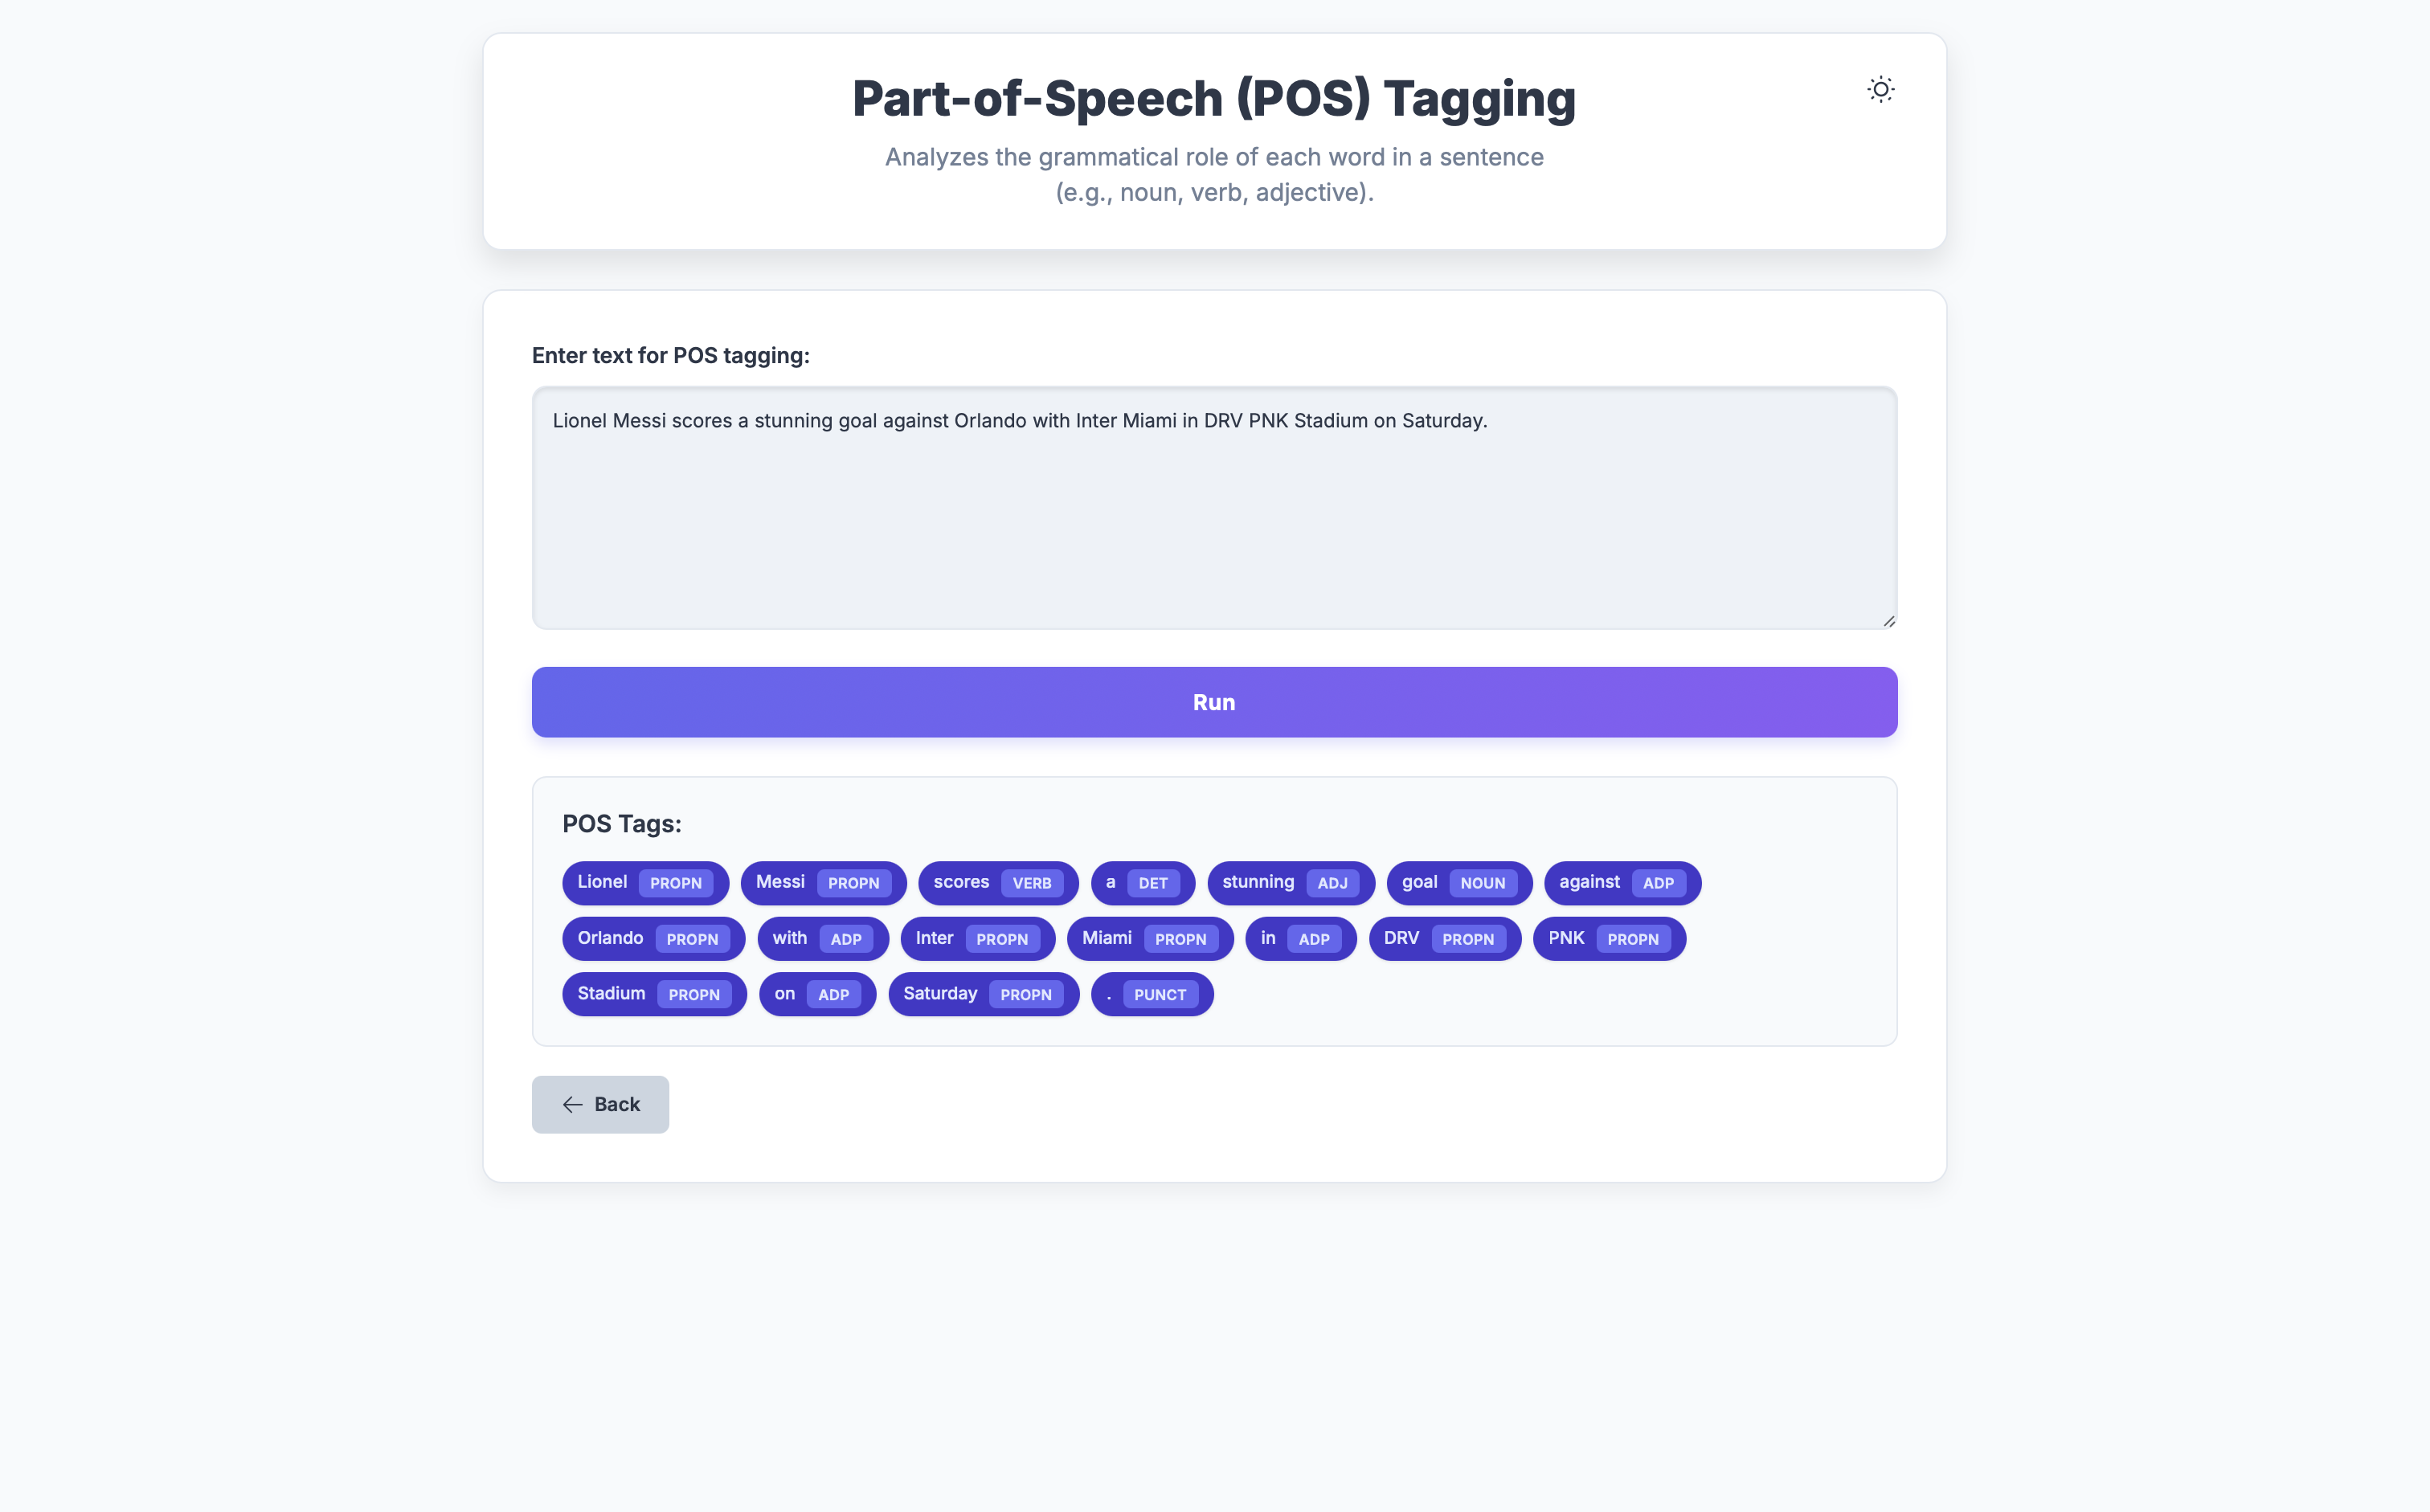 Part-of-Speech (POS) Tagging
Analyzes the grammatical role of each word in a sentence
(e.g., noun, verb, adjective).
Enter text for POS tagging:
Lionel Messi scores a stunning goal against Orlando with Inter Miami in DRV PNK Stadium on Saturday.
Run
POS Tags:
Lionel PROPN Messi PROPN scores VERB a DET stunning ADJ goal NOUN against ADP
Orlando PROPN with ADP Inter PROPN Miami PROPN in ADP DRV PROPN PNK PROPN
Stadium PROPN on ADP Saturday PROPN . PUNCT
Back